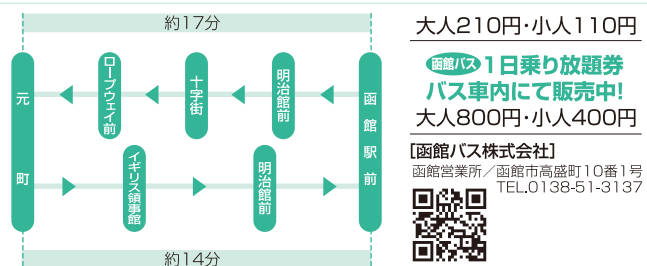 約17分
元町
ロープウェイ前
十字街
明治館前
函館駅前
イギリス領事館
明治館前
約14分
大人210円・小人110円
函館バス 1日乗り放題券
バス車内にて販売中!
大人800円・小人400円
[函館バス株式会社]
函館営業所／函館市高盛町10番1号
TEL.0138-51-3137